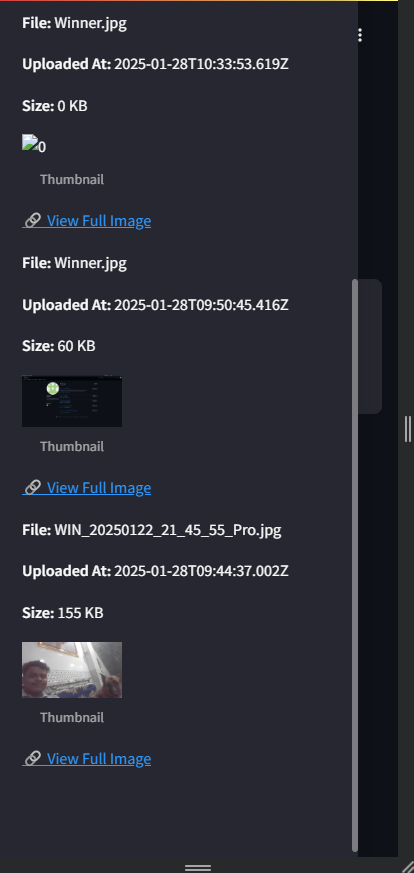 File: Winner.jpg
Uploaded At: 2025-01-28T10:33:53.619Z
Size: 0 KB
0
Thumbnail
View Full Image
File: Winner.jpg
Uploaded At: 2025-01-28T09:50:45.416Z
Size: 60 KB
Thumbnail
View Full Image
File: WIN_20250122_21_45_55_Pro.jpg
Uploaded At: 2025-01-28T09:44:37.002Z
Size: 155 KB
Thumbnail
View Full Image